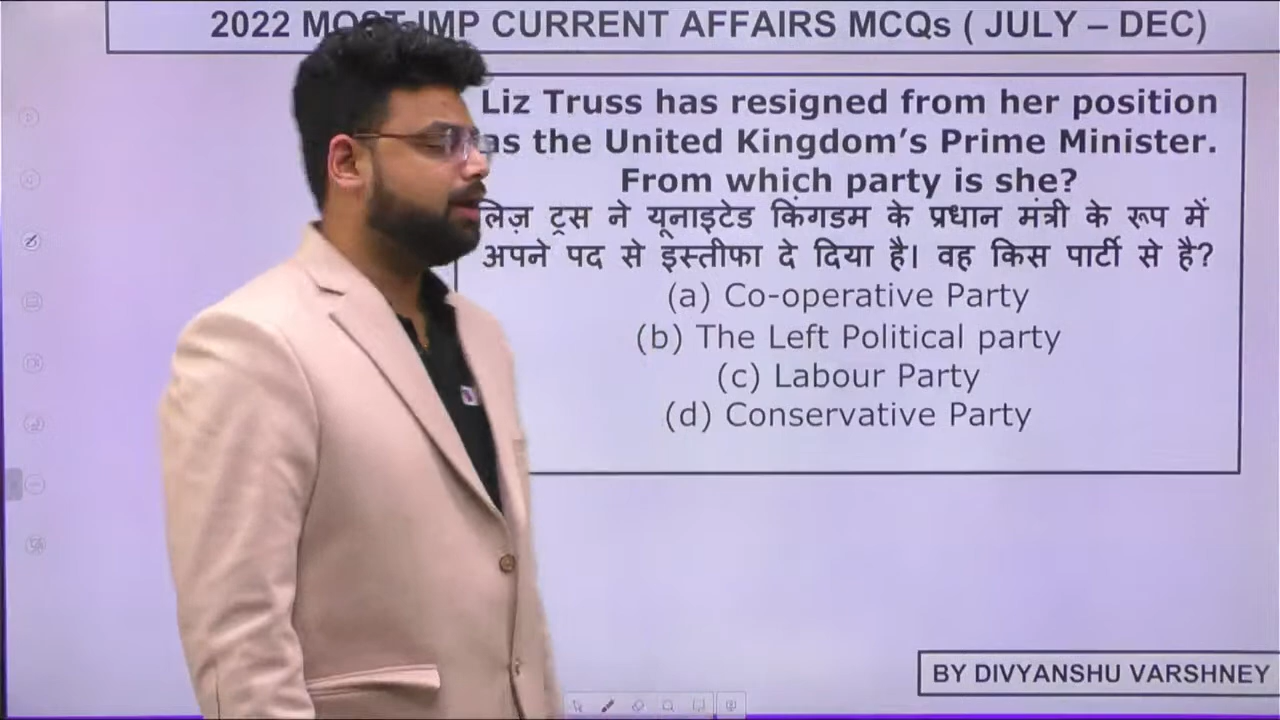 2022 MOST IMP CURRENT AFFAIRS MCQs ( JULY – DEC)
Liz Truss has resigned from her position
as the United Kingdom’s Prime Minister.
From which party is she?
लिज़ ट्रस ने यूनाइटेड किंगडम के प्रधान मंत्री के रूप में
अपने पद से इस्तीफा दे दिया है। वह किस पार्टी से है?
(a) Co-operative Party
(b) The Left Political party
(c) Labour Party
(d) Conservative Party
BY DIVYANSHU VARSHNEY